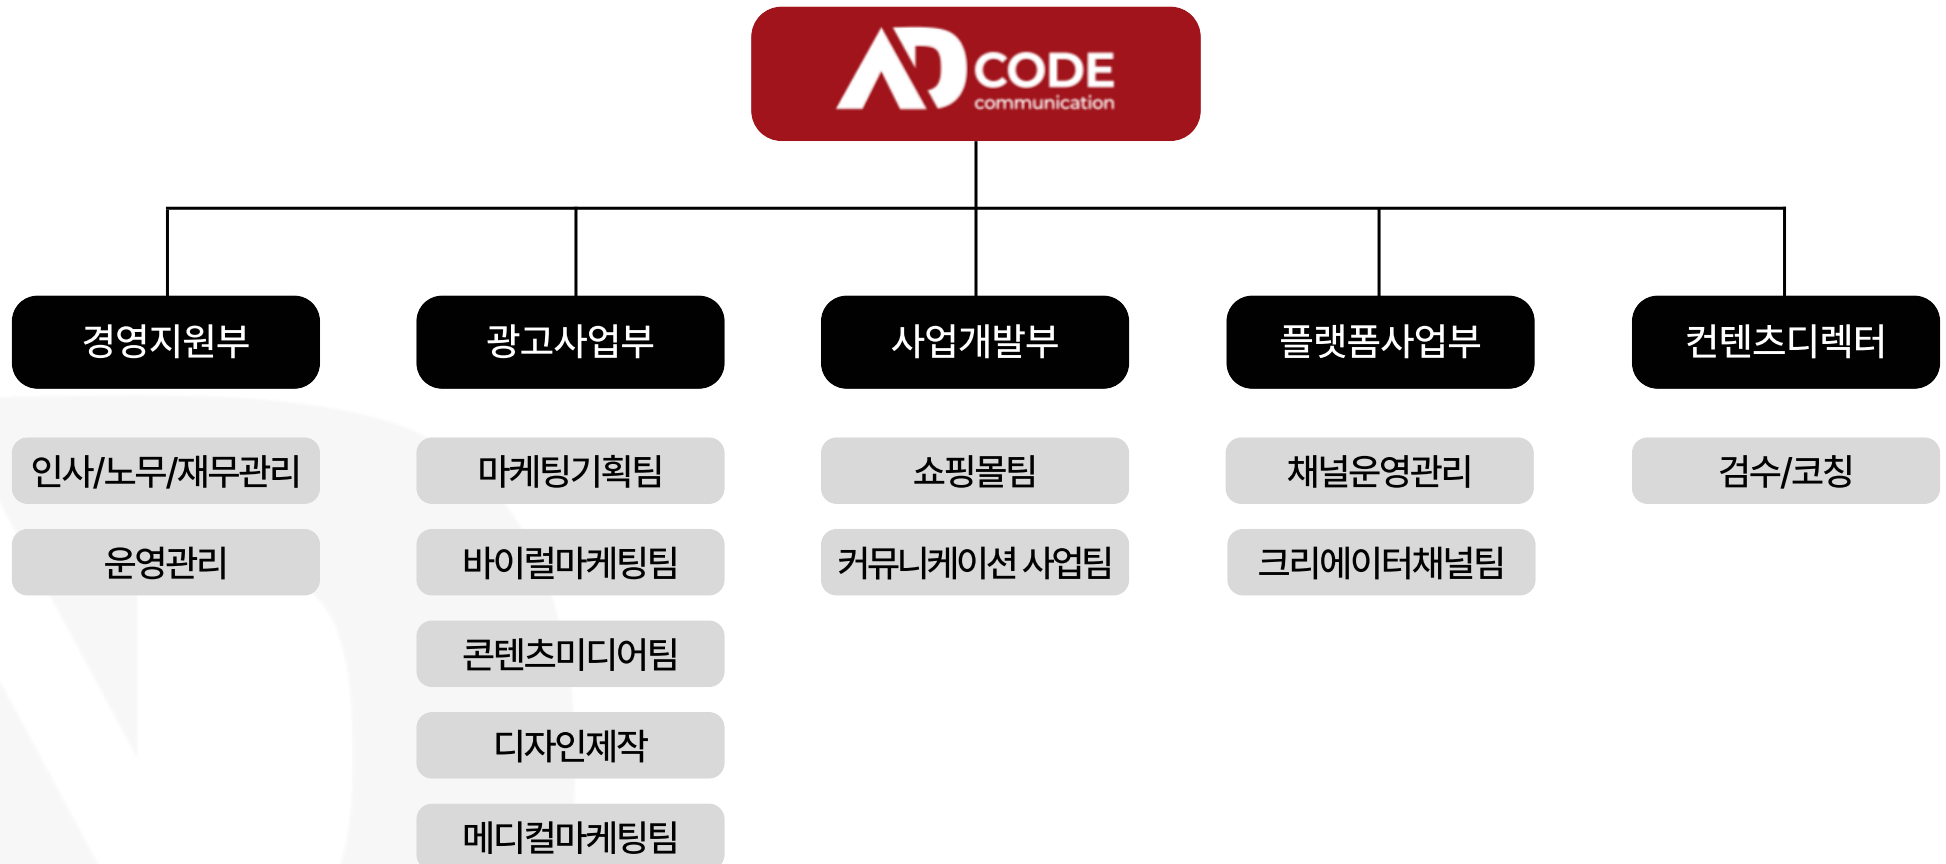 AD CODE
communication
경영지원부
인사/노무/재무관리
운영관리
광고사업부
마케팅기획팀
바이럴마케팅팀
콘텐츠미디어팀
디자인제작
메디컬마케팅팀
사업개발부
쇼핑몰팀
커뮤니케이션 사업팀
플랫폼사업부
채널운영관리
크리에이터채널팀
컨텐츠디렉터
검수/코칭